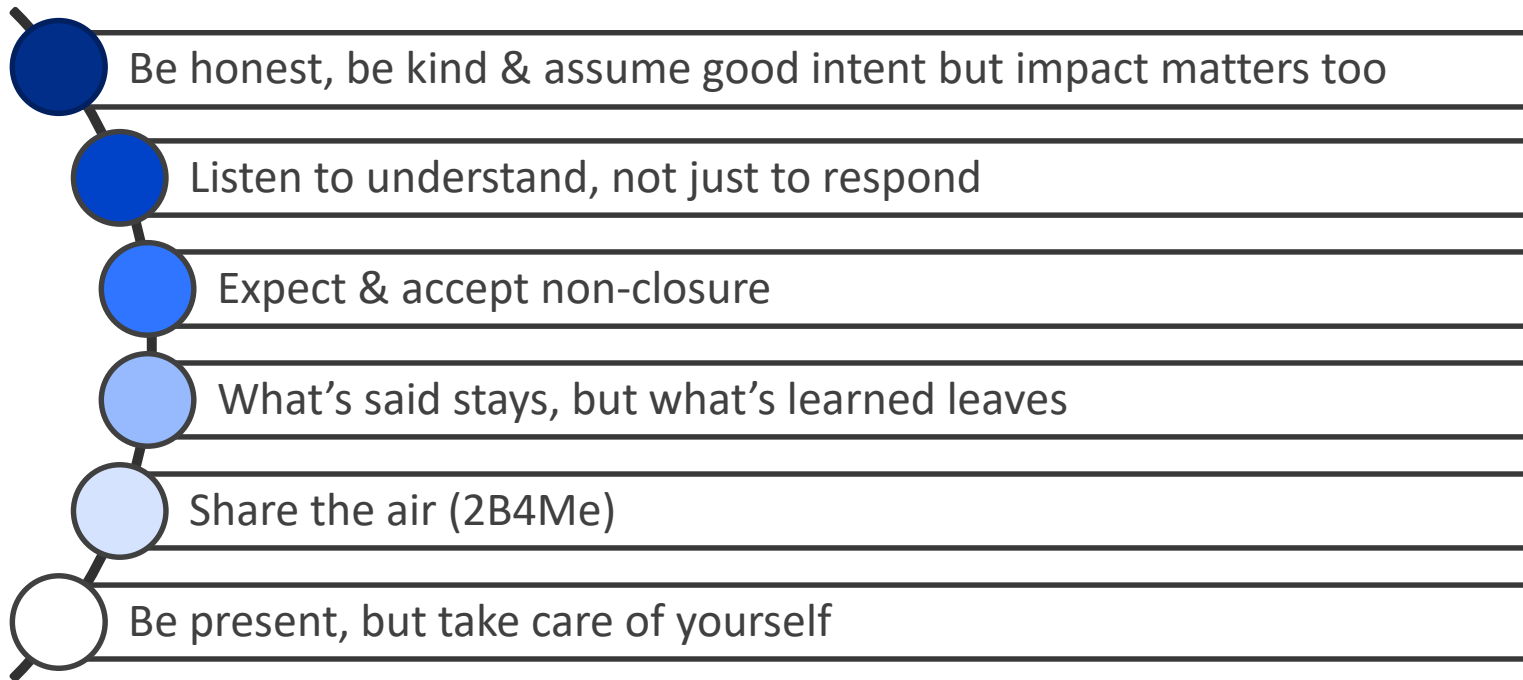 Be honest, be kind & assume good intent but impact matters too
Listen to understand, not just to respond
Expect & accept non-closure
What’s said stays, but what’s learned leaves
Share the air (2B4Me)
Be present, but take care of yourself